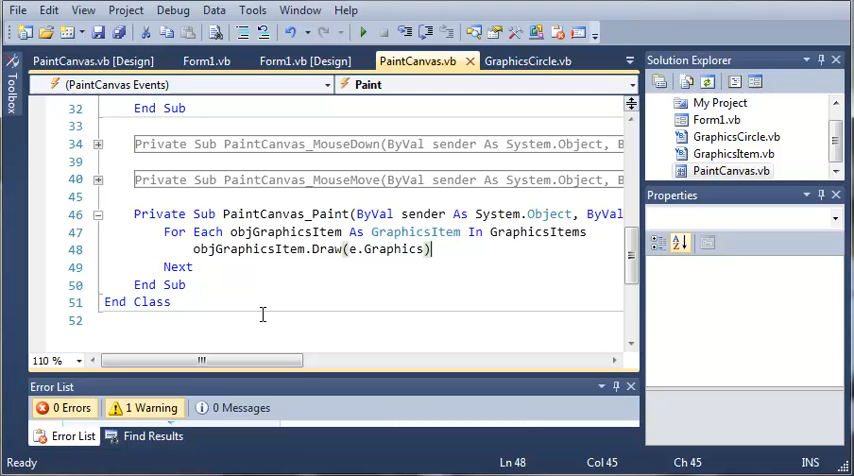 File Edit View Project Debug Data Tools Window Help
PaintCanvas.vb [Design] Form1.vb Form1.vb [Design] PaintCanvas.vb GraphicsCircle.vb
Toolbox
(PaintCanvas Events) Paint
32 End Sub
33
34 Private Sub PaintCanvas_MouseDown(ByVal sender As System.Object, B
39
40 Private Sub PaintCanvas_MouseMove(ByVal sender As System.Object, B
45
46 Private Sub PaintCanvas_Paint(ByVal sender As System.Object, ByVal
47 For Each objGraphicsItem As GraphicsItem In GraphicsItems
48 objGraphicsItem.Draw(e.Graphics)
49 Next
50 End Sub
51 End Class
52
110 %
Solution Explorer
My Project
Form1.vb
GraphicsCircle.vb
GraphicsItem.vb
PaintCanvas.vb
Properties
Error List
0 Errors 1 Warning 0 Messages
Error List Find Results
Ready Ln 48 Col 45 Ch 45 INS